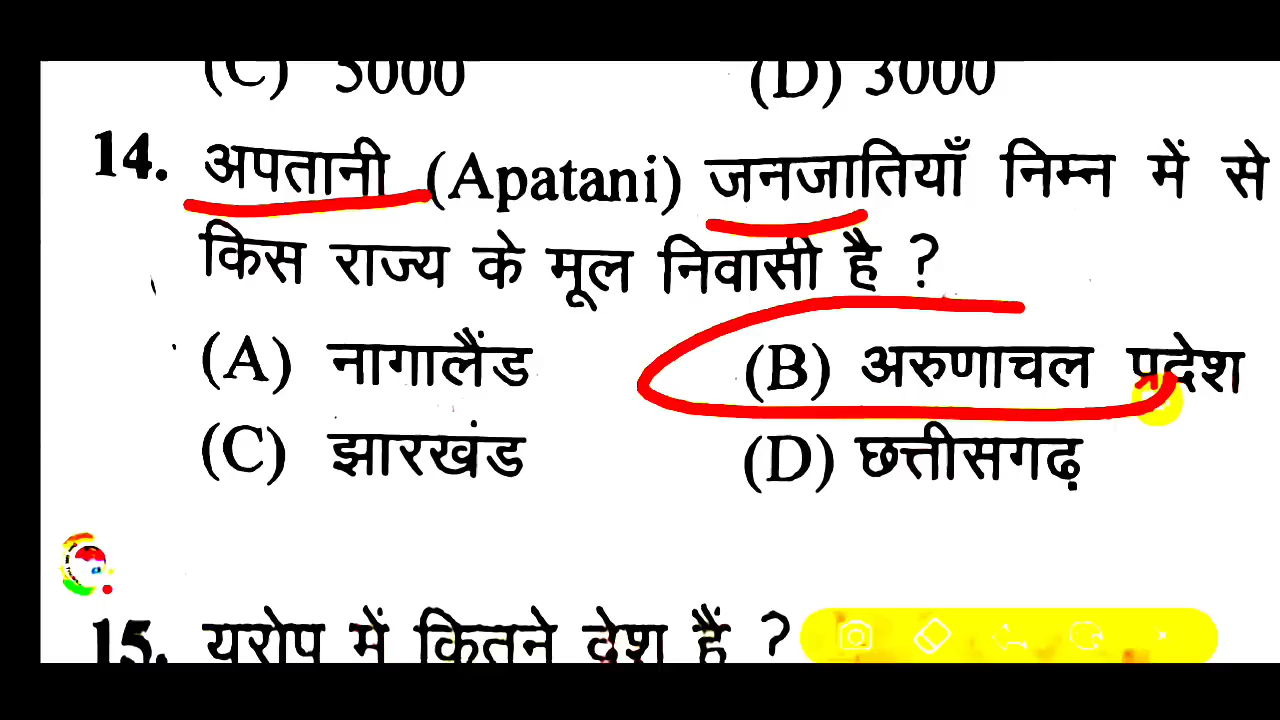 (C) 5000 (D) 3000
14. अपतानी (Apatani) जनजातियाँ निम्न में से
किस राज्य के मूल निवासी है ?
(A) नागालैंड (B) अरुणाचल प्रदेश
(C) झारखंड (D) छत्तीसगढ़
15. यूरोप में कितने देश हैं ?